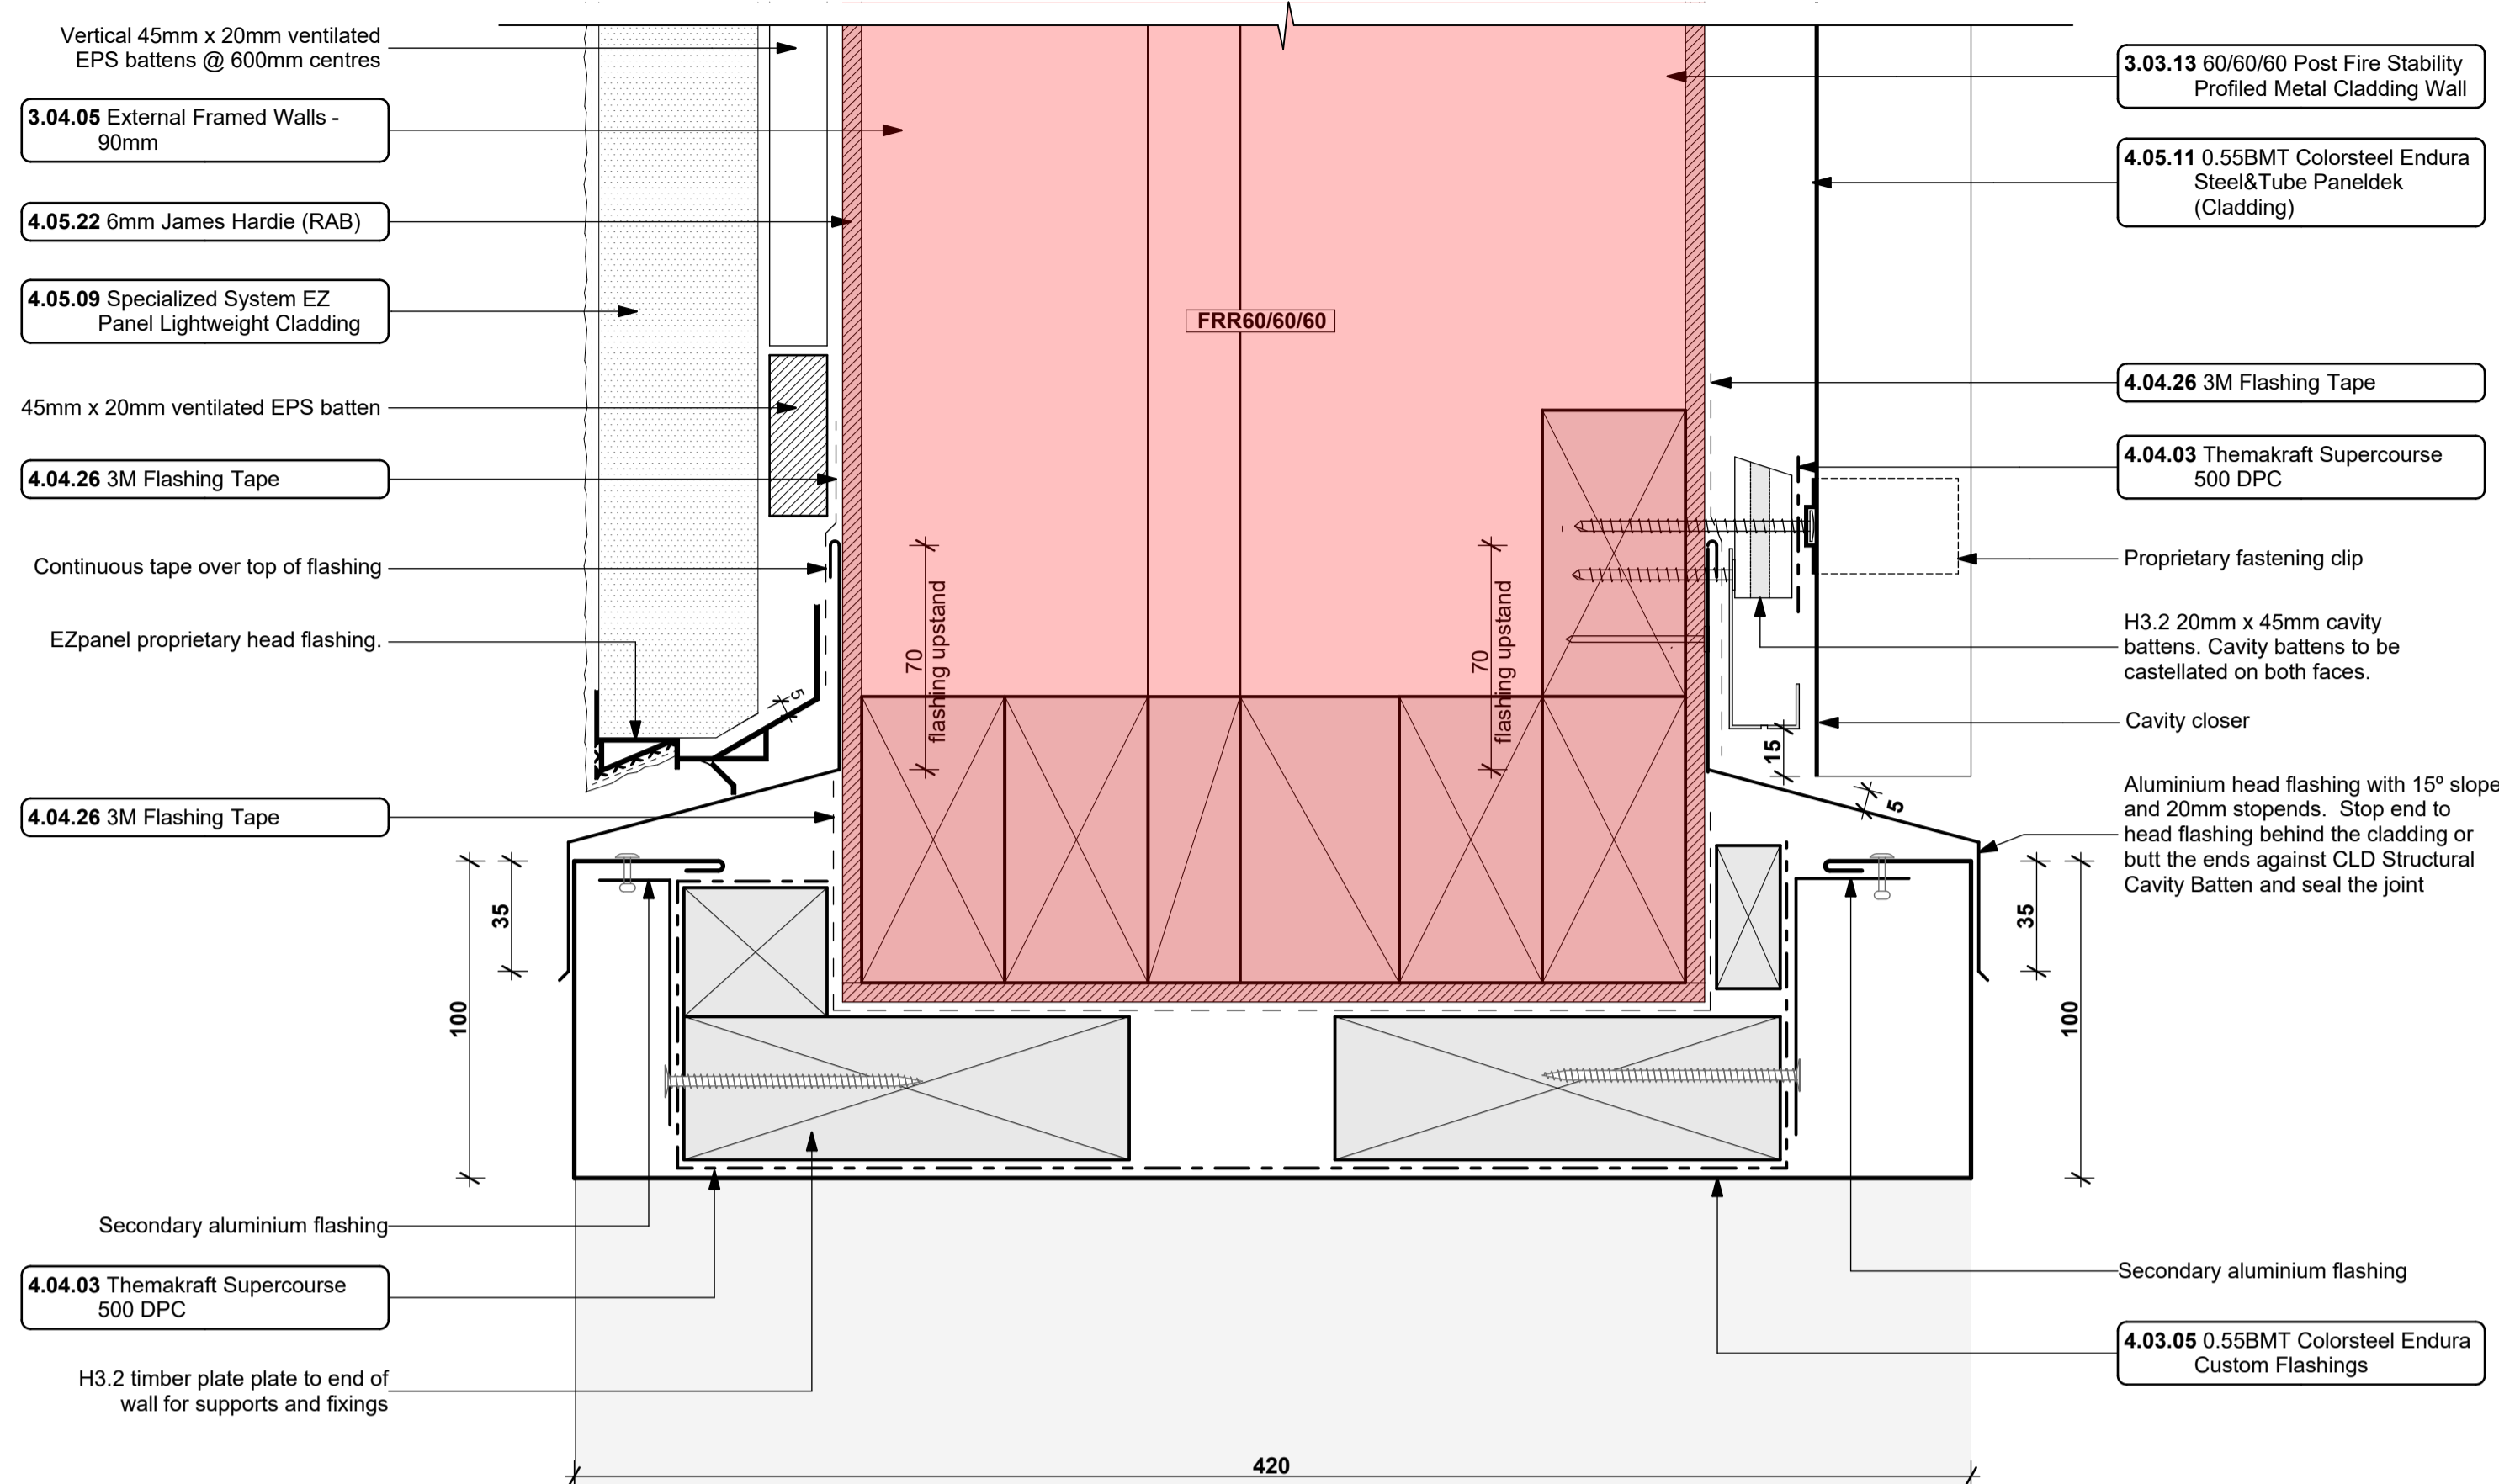 Vertical 45mm x 20mm ventilated
EPS battens @ 600mm centres
3.04.05 External Framed Walls -
90mm
4.05.22 6mm James Hardie (RAB)
4.05.09 Specialized System EZ
Panel Lightweight Cladding
45mm x 20mm ventilated EPS batten
4.04.26 3M Flashing Tape
Continuous tape over top of flashing
EZpanel proprietary head flashing.
4.04.26 3M Flashing Tape
Secondary aluminium flashing
4.04.03 Themakraft Supercourse
500 DPC
H3.2 timber plate plate to end of
wall for supports and fixings
FRR60/60/60
70
flashing upstand
70
flashing upstand
5
15
5
35
100
35
100
420
3.03.13 60/60/60 Post Fire Stability
Profiled Metal Cladding Wall
4.05.11 0.55BMT Colorsteel Endura
Steel&Tube Paneldek
(Cladding)
4.04.26 3M Flashing Tape
4.04.03 Themakraft Supercourse
500 DPC
Proprietary fastening clip
H3.2 20mm x 45mm cavity
battens. Cavity battens to be
castellated on both faces.
Cavity closer
Aluminium head flashing with 15º slope
and 20mm stopends.  Stop end to
head flashing behind the cladding or
butt the ends against CLD Structural
Cavity Batten and seal the joint
Secondary aluminium flashing
4.03.05 0.55BMT Colorsteel Endura
Custom Flashings